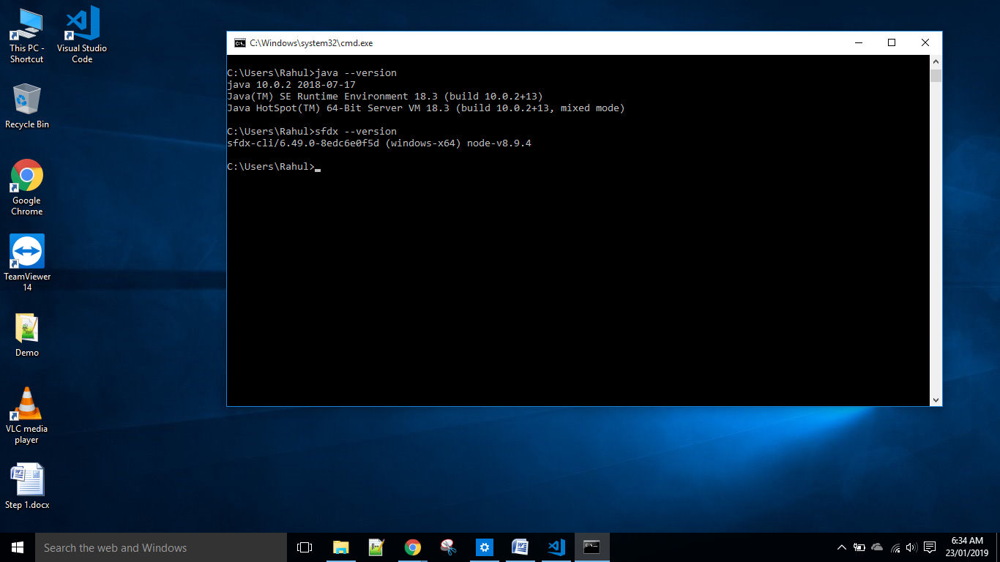 This PC -
Shortcut
Visual Studio
Code
Recycle Bin
Google
Chrome
TeamViewer
14
Demo
VLC media
player
Step 1.docx
C:\Windows\system32\cmd.exe
C:\Users\Rahul>java --version
java 10.0.2 2018-07-17
Java(TM) SE Runtime Environment 18.3 (build 10.0.2+13)
Java HotSpot(TM) 64-Bit Server VM 18.3 (build 10.0.2+13, mixed mode)
C:\Users\Rahul>sfdx --version
sfdx-cli/6.49.0-8edc6e0f5d (windows-x64) node-v8.9.4
C:\Users\Rahul>
Search the web and Windows
6:34 AM
23/01/2019